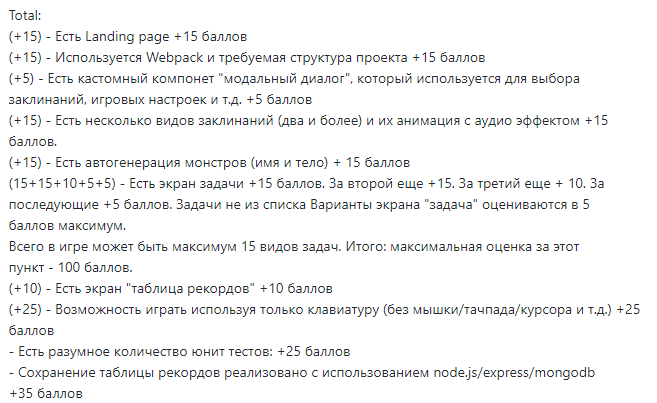 Total:
(+15) - Есть Landing page +15 баллов
(+15) - Используется Webpack и требуемая структура проекта +15 баллов
(+5) - Есть кастомный компонет "модальный диалог", который используется для выбора
заклинаний, игровых настроек и т.д. +5 баллов
(+15) - Есть несколько видов заклинаний (два и более) и их анимация с аудио эффектом +15
баллов.
(+15) - Есть автогенерация монстров (имя и тело) + 15 баллов
(15+15+10+5+5) - Есть экран задачи +15 баллов. За второй еще +15. За третий еще + 10. За
последующие +5 баллов. Задачи не из списка Варианты экрана "задача" оцениваются в 5
баллов максимум.
Всего в игре может быть максимум 15 видов задач. Итого: максимальная оценка за этот
пункт - 100 баллов.
(+10) - Есть экран "таблица рекордов" +10 баллов
(+25) - Возможность играть используя только клавиатуру (без мышки/тачпада/курсора и т.д.) +25
баллов
- Есть разумное количество юнит тестов: +25 баллов
- Сохранение таблицы рекордов реализовано с использованием node.js/express/mongodb
+35 баллов